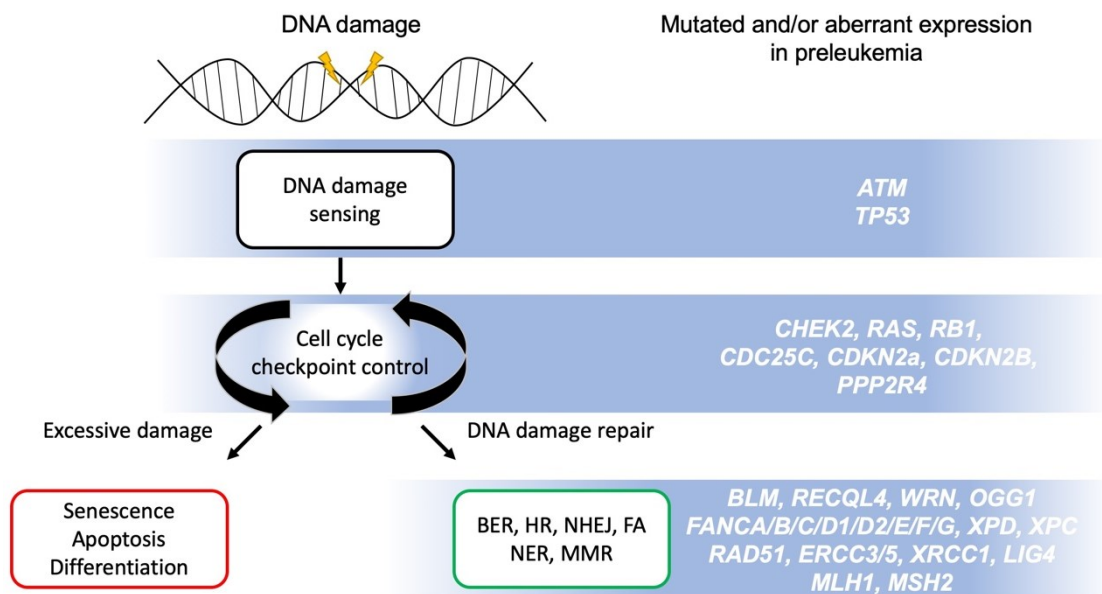 DNA damage
Mutated and/or aberrant expression
in preleukemia
DNA damage
sensing
ATM
TP53
Cell cycle
checkpoint control
CHEK2, RAS, RB1,
CDC25C, CDKN2a, CDKN2B,
PPP2R4
Excessive damage
DNA damage repair
Senescence
Apoptosis
Differentiation
BER, HR, NHEJ, FA
NER, MMR
BLM, RECQL4, WRN, OGG1
FANCA/B/C/D1/D2/E/F/G, XPD, XPC
RAD51, ERCC3/5, XRCC1, LIG4
MLH1, MSH2